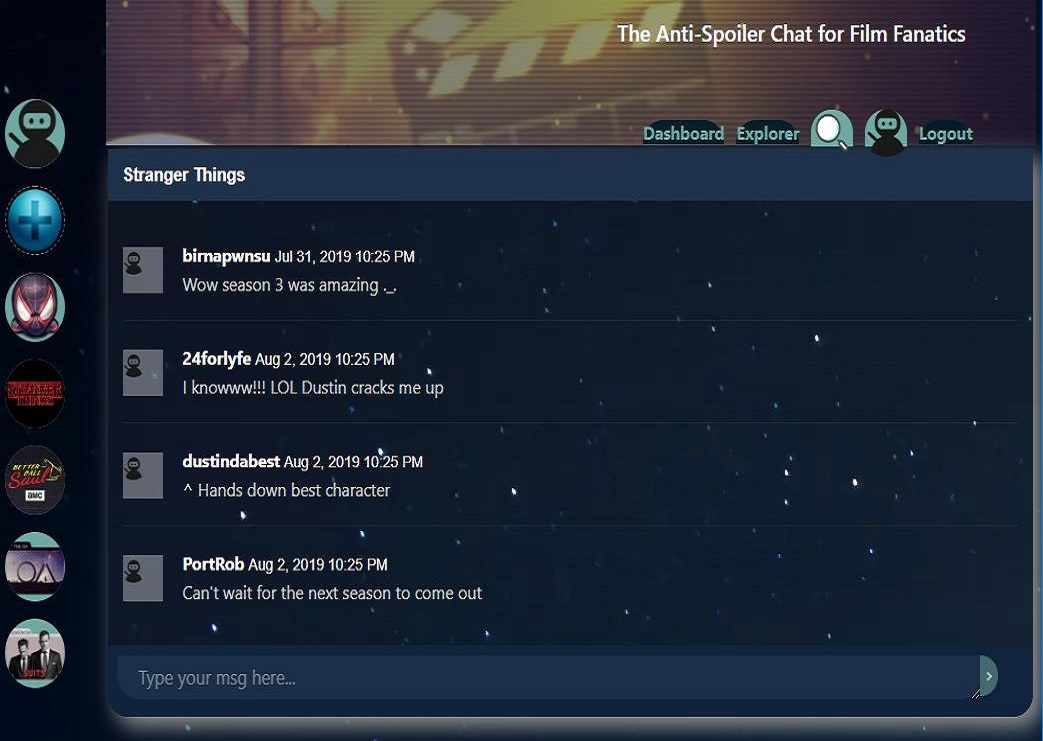 The Anti-Spoiler Chat for Film Fanatics
Dashboard Explorer Logout
Stranger Things
birnapwnsu Jul 31, 2019 10:25 PM
Wow season 3 was amazing ._.
24forlyfe Aug 2, 2019 10:25 PM
I knowww!!! LOL Dustin cracks me up
dustindabest Aug 2, 2019 10:25 PM
^ Hands down best character
PortRob Aug 2, 2019 10:25 PM
Can't wait for the next season to come out
Type your msg here...
STRANGER
THINGS
BETTER
CALL
Saul
amc
OA
SUITS